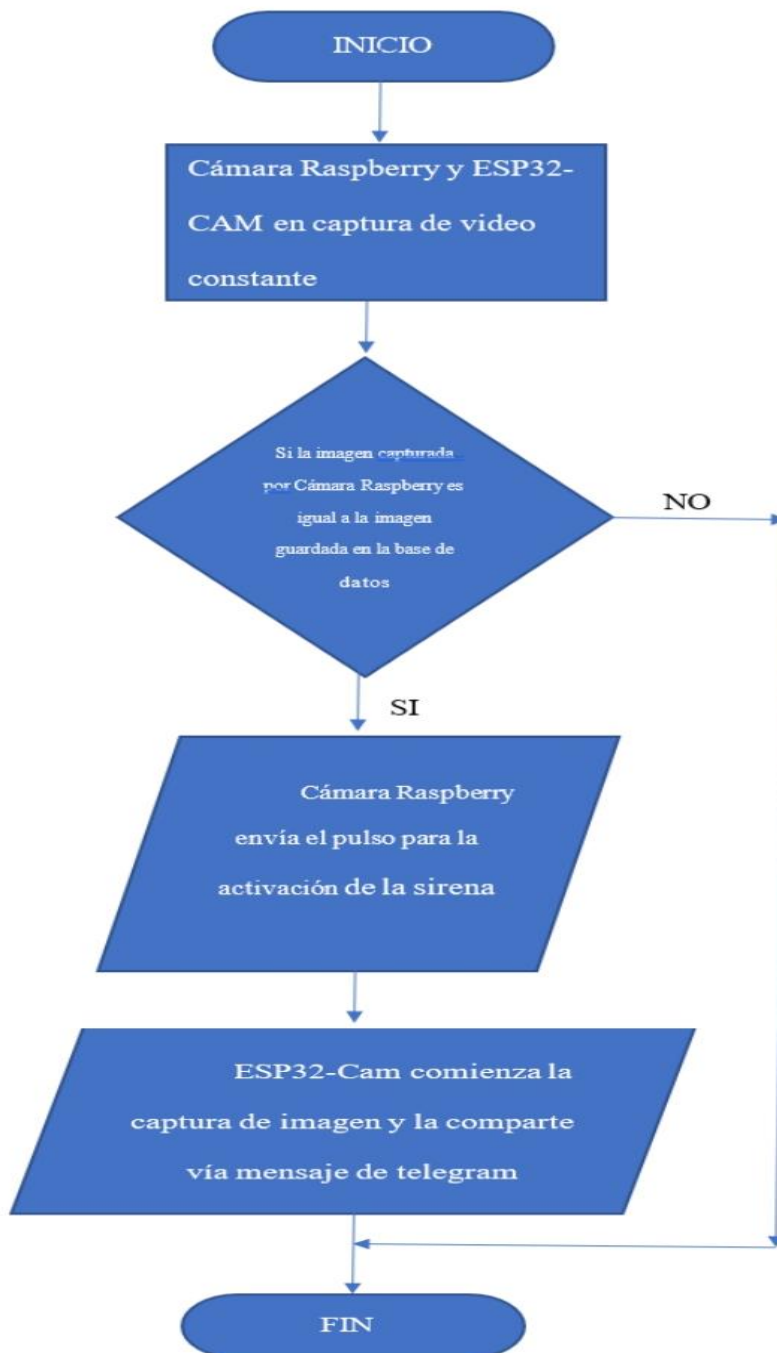 INICIO
Cámara Raspberry y ESP32-
CAM en captura de video
constante
Si la imagen capturada
por Cámara Raspberry es
igual a la imagen
guardada en la base de
datos
NO
SI
Cámara Raspberry
envía el pulso para la
activación de la sirena
ESP32-Cam comienza la
captura de imagen y la comparte
vía mensaje de telegram
FIN